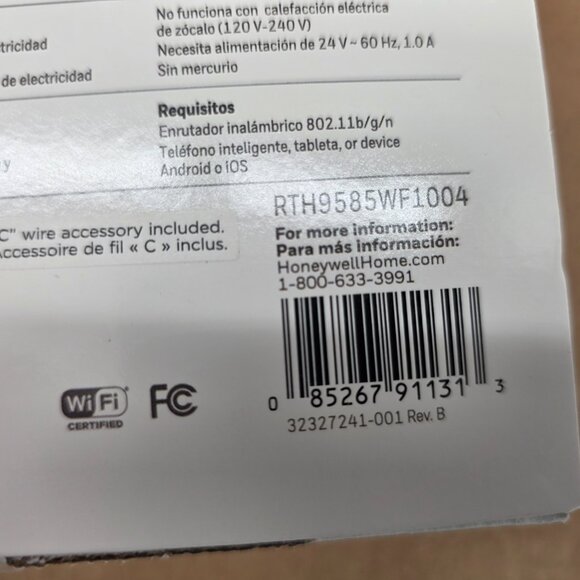 No funciona con calefacción eléctrica
de zócalo (120 V-240 V)
tricidad
Necesita alimentación de 24 V~60 Hz, 1.0 A
de electricidad
Sin mercurio
Requisitos
Enrutador inalámbrico 802.11b/g/n
y
Teléfono inteligente, tableta, or device
Android o iOS
RTH9585WF1004
C" wire accessory included.
Accessoire de fil « C » inclus.
For more information:
Para más información:
HoneywellHome.com
1-800-633-3991
0 85267 91131 3
32327241-001 Rev. B
WiFi
CERTIFIED
FC